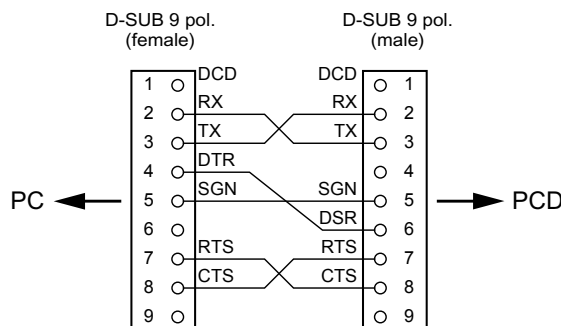 D-SUB 9 pol. D-SUB 9 pol.
(female) (male)
1 DCD DCD 1
2 RX RX 2
3 TX TX 3
4 DTR 4
PC 5 SGN SGN 5 PCD
6 DSR 6
7 RTS RTS 7
8 CTS CTS 8
9 9